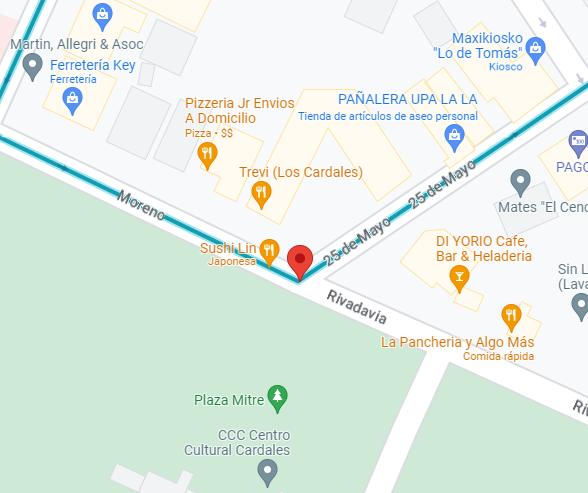 Martin, Allegri & Asoc
Ferretería Key
Ferretería
Maxikiosko
"Lo de Tomás"
Kiosco
Pizzeria Jr Envios
A Domicilio
Pizza • $$
PAÑALERA UPA LA LA
Tienda de artículos de aseo personal
Trevi (Los Cardales)
PAGO
Moreno
25 de Mayo
Mates "El Cend
Sushi Lin
Japonesa
25 de Mayo
DI YORIO Cafe,
Bar & Heladeria
Sin L
(Lava
Rivadavia
La Pancheria y Algo Más
Comida rápida
Plaza Mitre
Riv
CCC Centro
Cultural Cardales